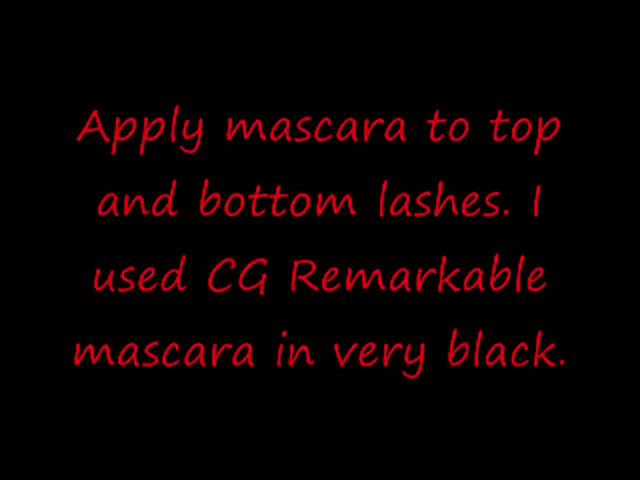 Apply mascara to top
and bottom lashes. I
used CG Remarkable
mascara in very black.